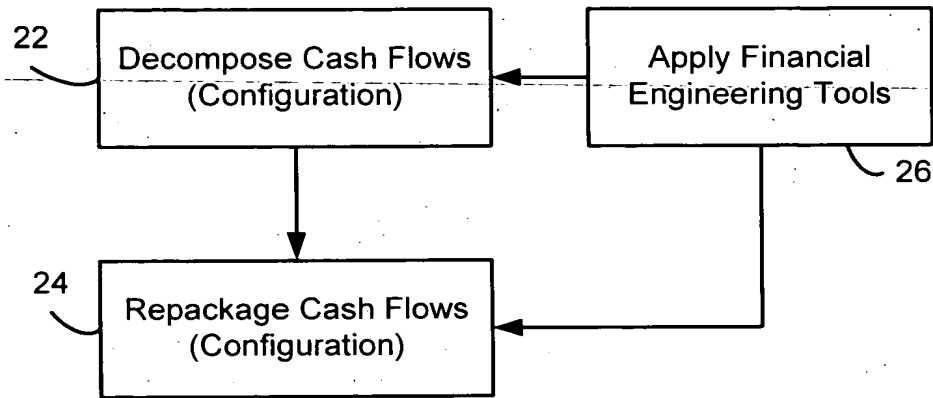 22
Decompose Cash Flows
(Configuration)
Apply Financial
Engineering Tools
26
24
Repackage Cash Flows
(Configuration)